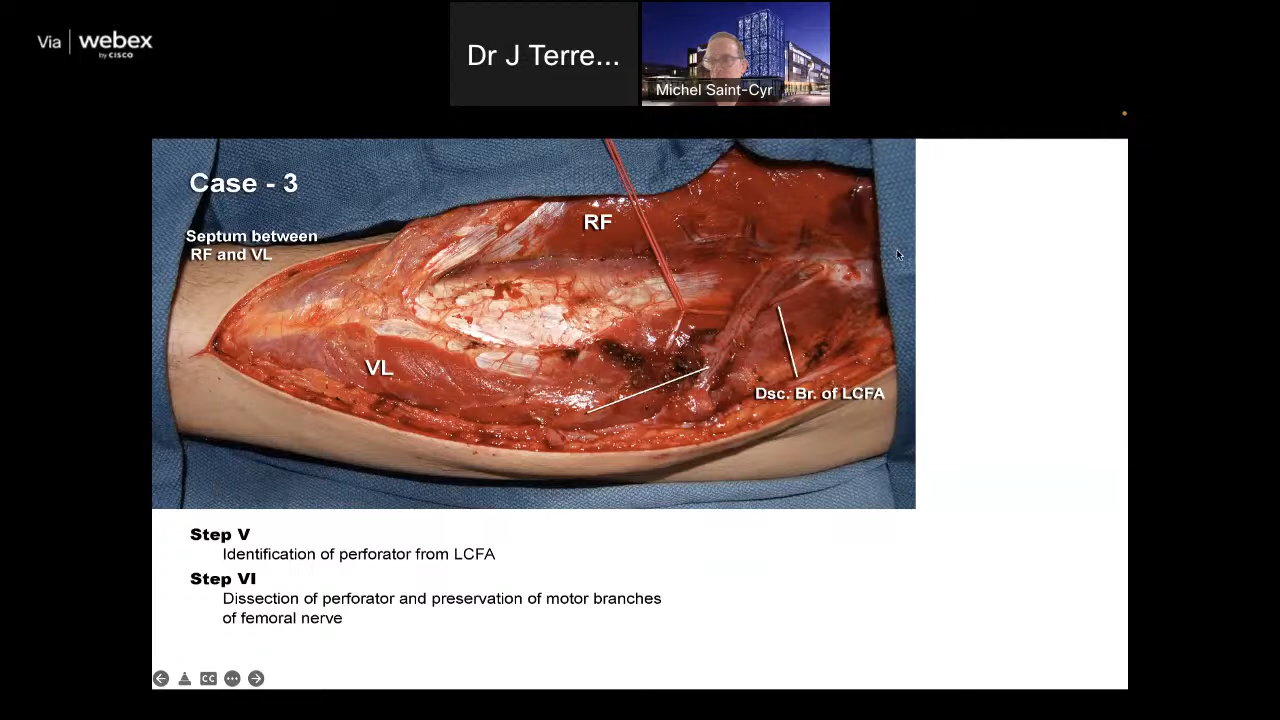 Via webex
by CISCO
Dr J Terre...
Michel Saint-Cyr
Case - 3
RF
Septum between
RF and VL
VL
Dsc. Br. of LCFA
Step V
Identification of perforator from LCFA
Step VI
Dissection of perforator and preservation of motor branches
of femoral nerve
CC